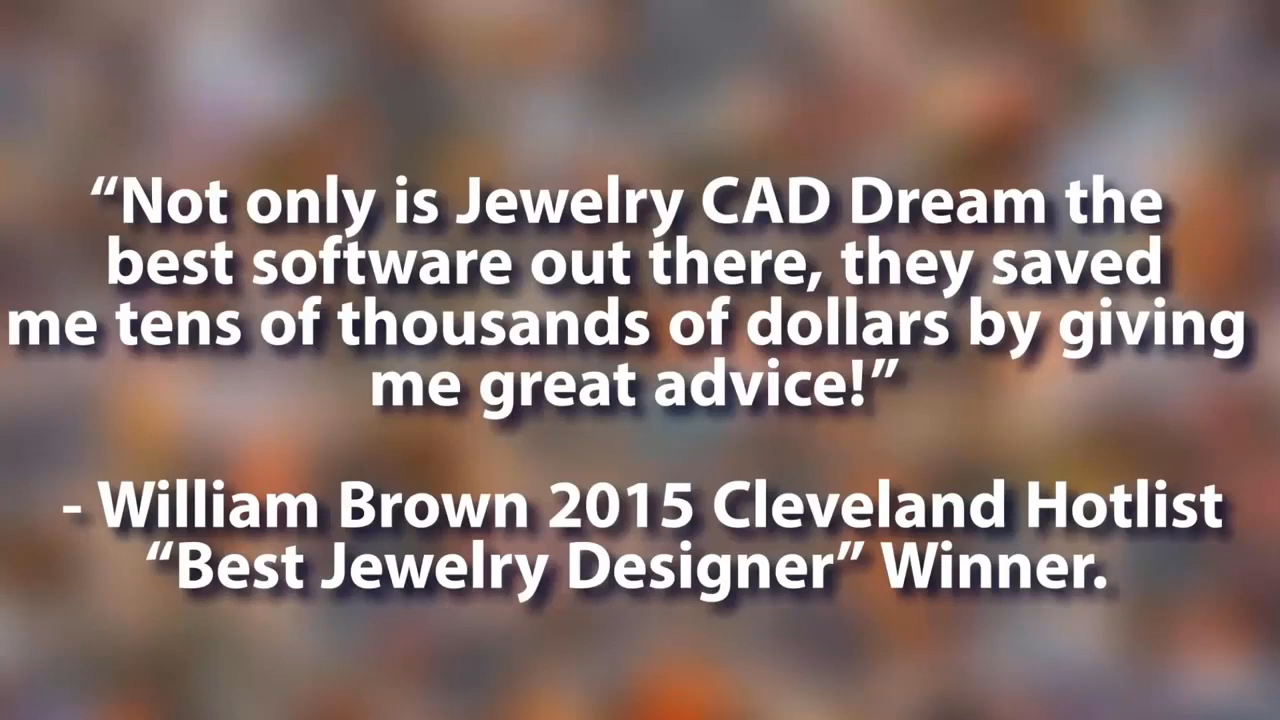 “Not only is Jewelry CAD Dream the
best software out there, they saved
me tens of thousands of dollars by giving
me great advice!”
- William Brown 2015 Cleveland Hotlist
“Best Jewelry Designer” Winner.